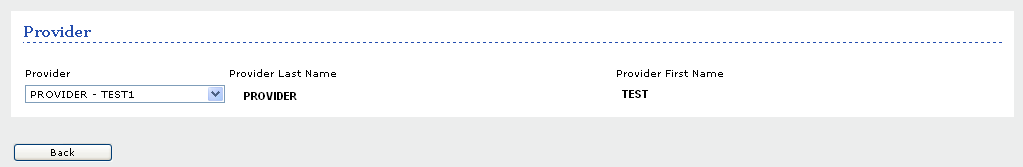 Provider
Provider Provider Last Name Provider First Name
PROVIDER - TEST1 PROVIDER TEST
Back